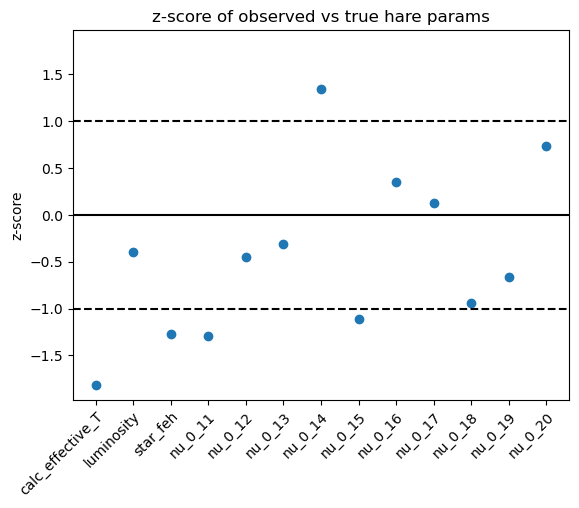 z-score of observed vs true hare params
z-score
1.5
1.0
0.5
0.0
−0.5
−1.0
−1.5
calc_effective_T
luminosity
star_feh
nu_0_11
nu_0_12
nu_0_13
nu_0_14
nu_0_15
nu_0_16
nu_0_17
nu_0_18
nu_0_19
nu_0_20